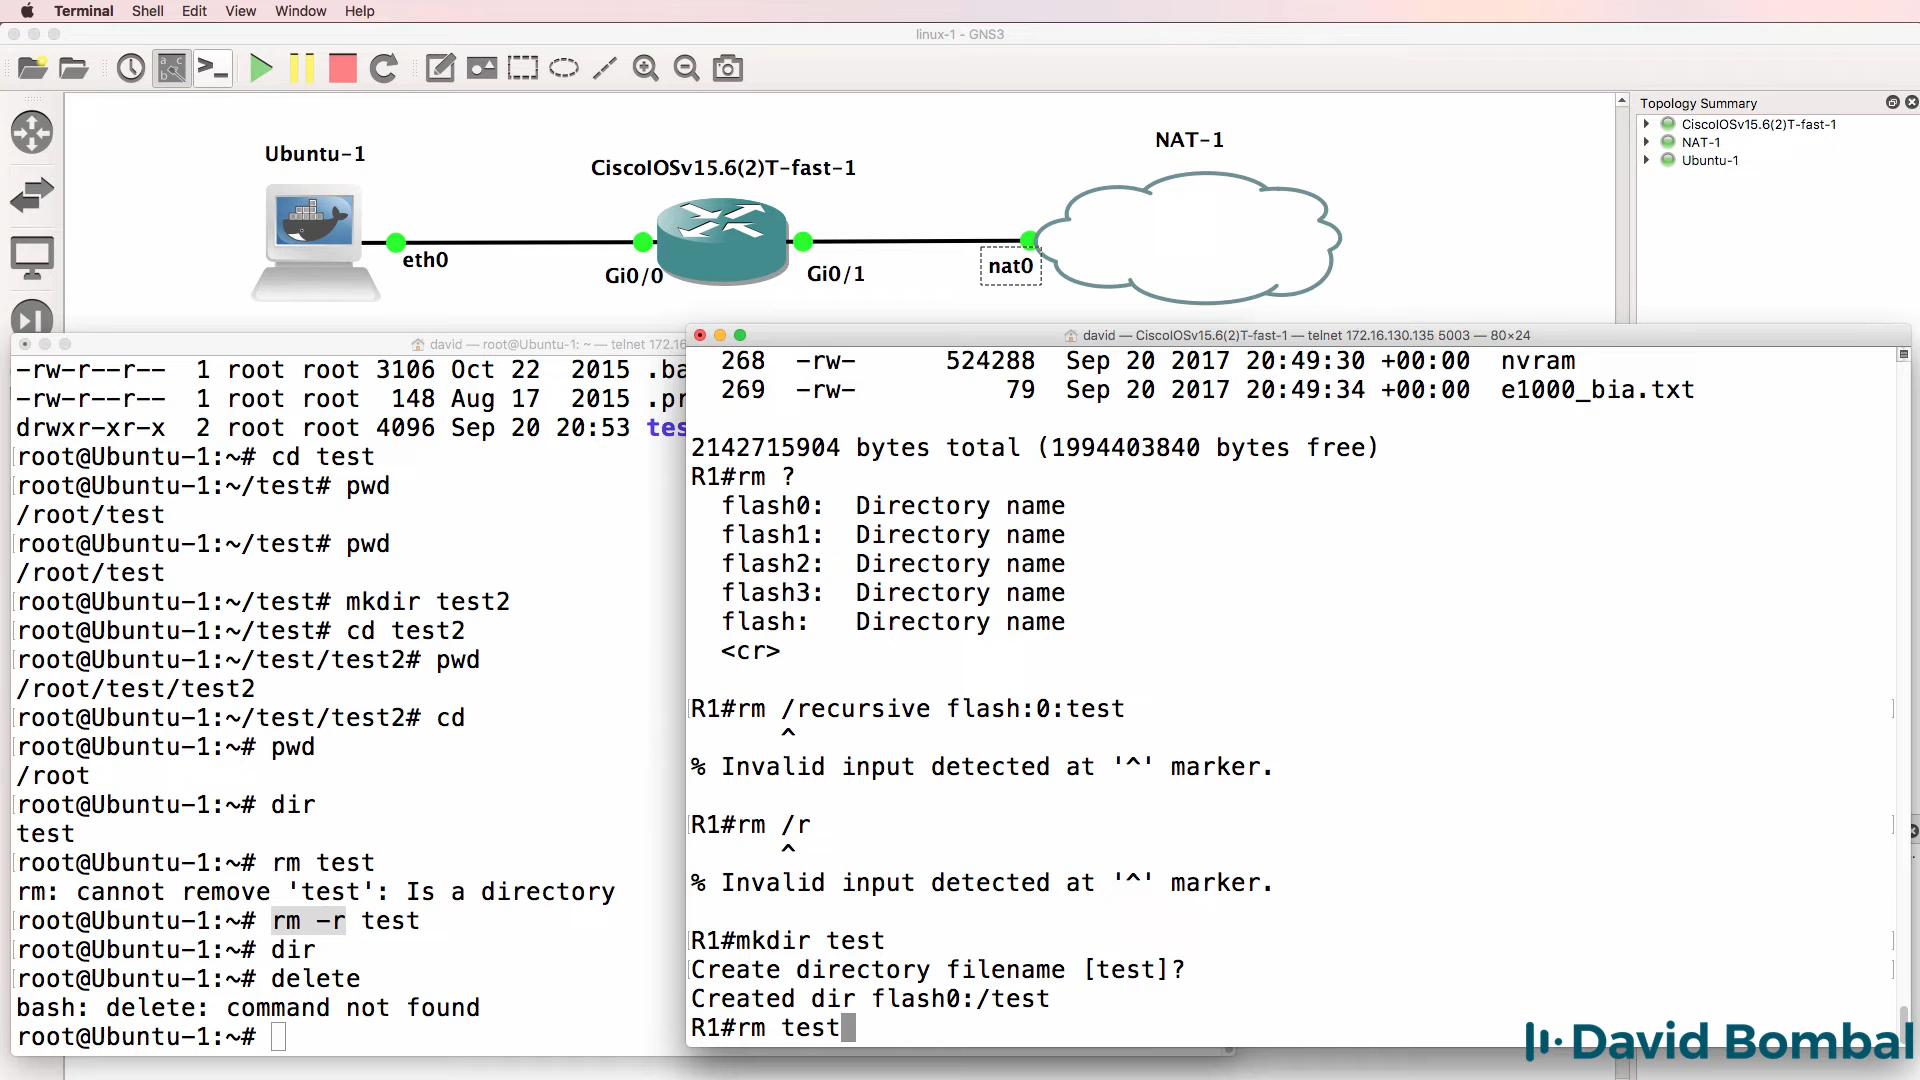 Terminal Shell Edit View Window Help
linux-1 - GNS3
Topology Summary
CiscoIOSv15.6(2)T-fast-1
NAT-1
Ubuntu-1
Ubuntu-1
CiscoIOSv15.6(2)T-fast-1
NAT-1
eth0
Gi0/0
Gi0/1
nat0
david — root@Ubuntu-1: ~ — telnet 172.16
-rw-r--r-- 1 root root 3106 Oct 22 2015 .ba
-rw-r--r-- 1 root root 148 Aug 17 2015 .pr
drwxr-xr-x 2 root root 4096 Sep 20 20:53 tes
root@Ubuntu-1:~# cd test
root@Ubuntu-1:~/test# pwd
/root/test
root@Ubuntu-1:~/test# pwd
/root/test
root@Ubuntu-1:~/test# mkdir test2
root@Ubuntu-1:~/test# cd test2
root@Ubuntu-1:~/test/test2# pwd
/root/test/test2
root@Ubuntu-1:~/test/test2# cd
root@Ubuntu-1:~# pwd
/root
root@Ubuntu-1:~# dir
test
root@Ubuntu-1:~# rm test
rm: cannot remove 'test': Is a directory
root@Ubuntu-1:~# rm -r test
root@Ubuntu-1:~# dir
root@Ubuntu-1:~# delete
bash: delete: command not found
root@Ubuntu-1:~#
david — CiscoIOSv15.6(2)T-fast-1 — telnet 172.16.130.135 5003 — 80×24
268 -rw- 524288 Sep 20 2017 20:49:30 +00:00 nvram
269 -rw- 79 Sep 20 2017 20:49:34 +00:00 e1000_bia.txt
2142715904 bytes total (1994403840 bytes free)
R1#rm ?
flash0: Directory name
flash1: Directory name
flash2: Directory name
flash3: Directory name
flash: Directory name
<cr>
R1#rm /recursive flash:0:test
^
% Invalid input detected at '^' marker.
R1#rm /r
^
% Invalid input detected at '^' marker.
R1#mkdir test
Create directory filename [test]?
Created dir flash0:/test
R1#rm test
David Bombal